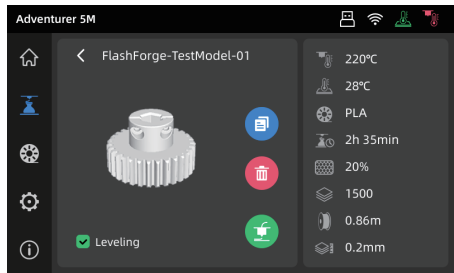 Adventurer 5M
FlashForge-TestModel-01
Leveling
220℃
28℃
PLA
2h 35min
20%
1500
0.86m
0.2mm